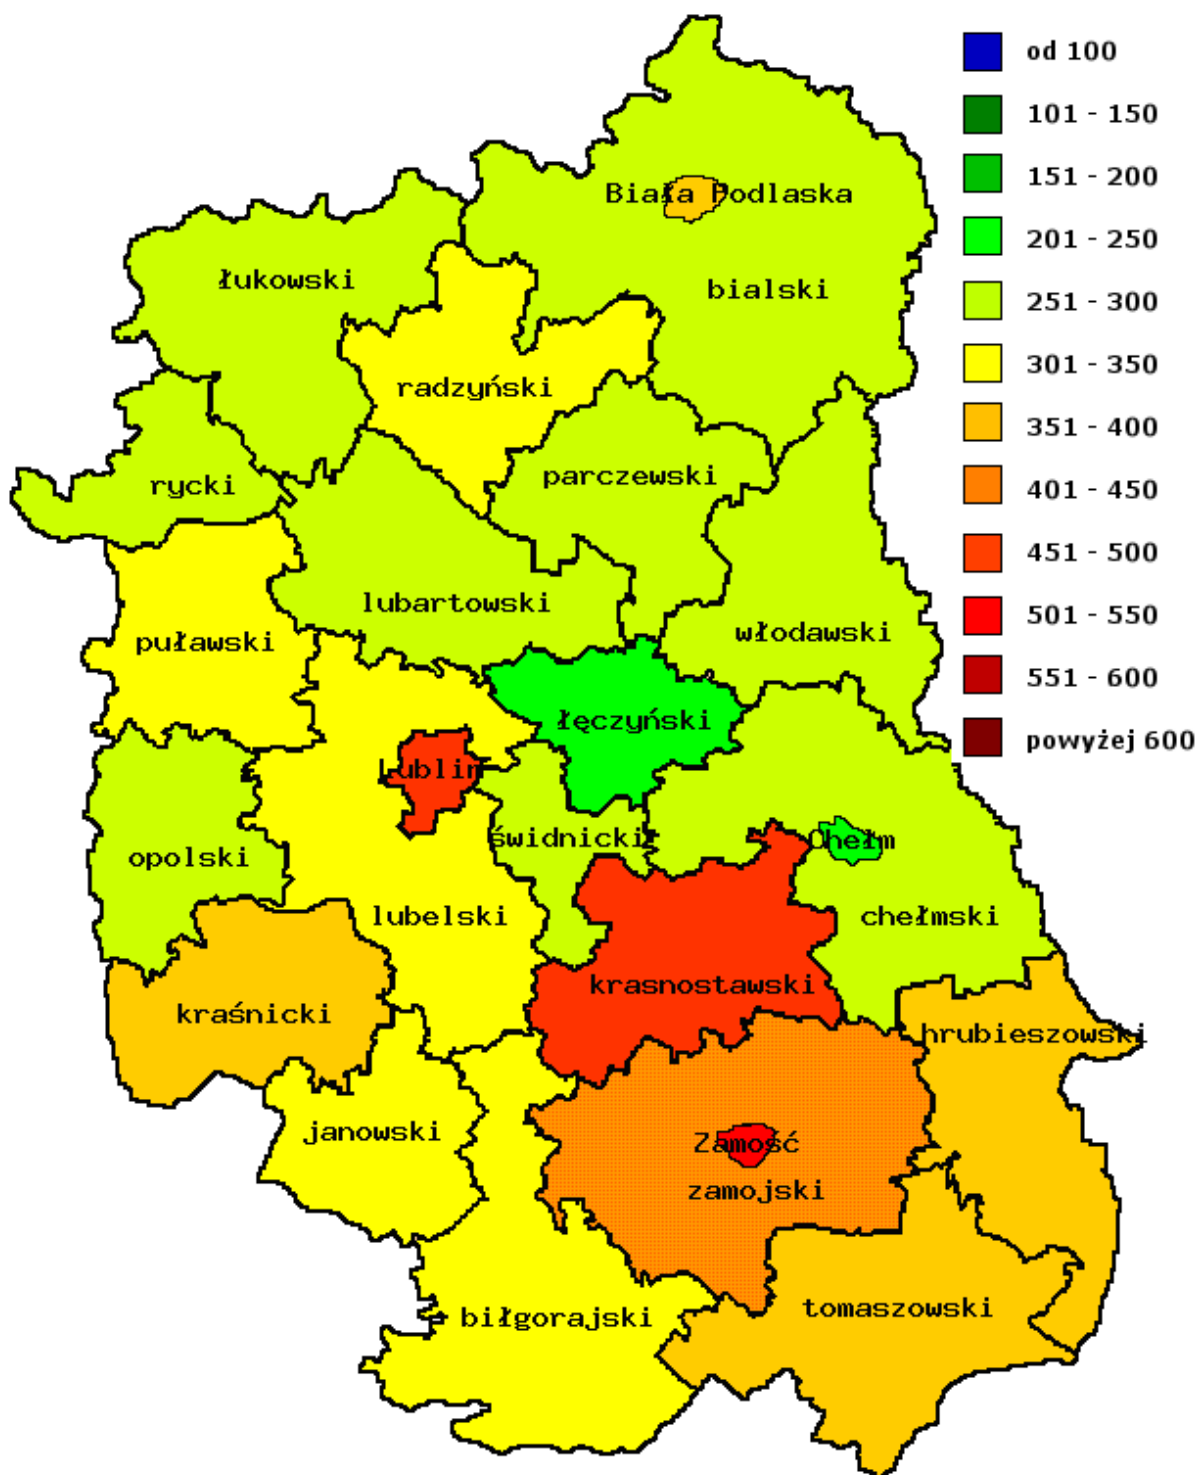 od 100
101 - 150
151 - 200
Biała Podlaska
201 - 250
łukowski
bialski
251 - 300
301 - 350
radzyński
351 - 400
parczewski
rycki
401 - 450
451 - 500
lubartowski
501 - 550
włodawski
puławski
551 - 600
łęczyński
powyżej 600
Lublin
świdnicki
Chełm
opolski
lubelski
chełmski
krasnostawski
kraśnicki
hrubieszowski
janowski
Zamość
zamojski
tomaszowski
biłgorajski